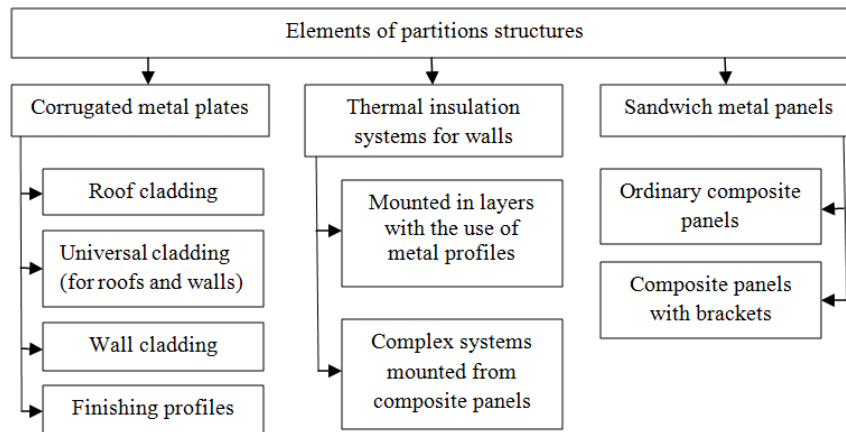 Elements of partitions structures
Corrugated metal plates
Roof cladding
Universal cladding
(for roofs and walls)
Wall cladding
Finishing profiles
Thermal insulation
systems for walls
Mounted in layers
with the use of
metal profiles
Complex systems
mounted from
composite panels
Sandwich metal panels
Ordinary composite
panels
Composite panels
with brackets